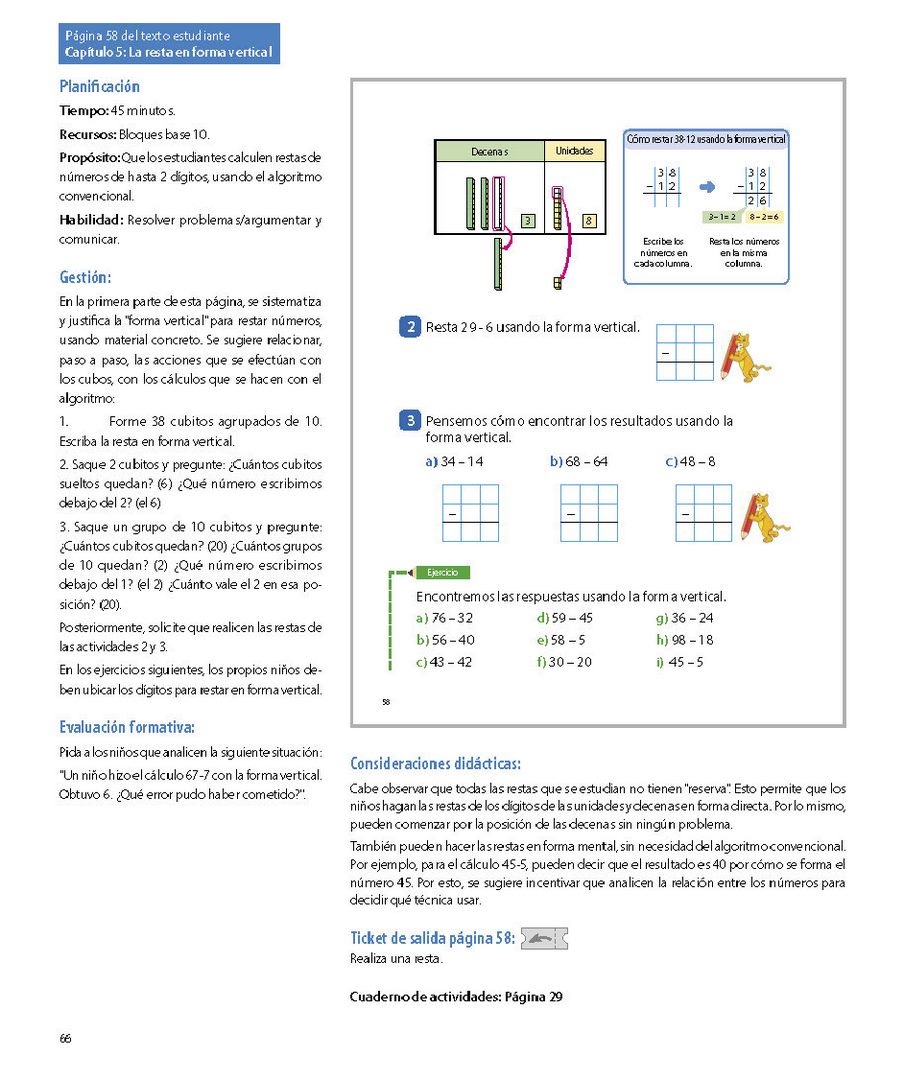 Página 58 del texto estudiante
Capítulo 5: La resta en forma vertical
Planificación
Tiempo: 45 minutos.
Recursos: Bloques base 10.
Propósito: Que los estudiantes calculen restas de
números de hasta 2 dígitos, usando el algoritmo
convencional.
Habilidad: Resolver problemas/argumentar y
comunicar.
Gestión:
En la primera parte de esta página, se sistematiza
y justifica la "forma vertical" para restar números,
usando material concreto. Se sugiere relacionar,
paso a paso, las acciones que se efectúan con
los cubos, con los cálculos que se hacen con el
algoritmo:
1. Forme 38 cubitos agrupados de 10.
Escriba la resta en forma vertical.
2. Saque 2 cubitos y pregunte: ¿Cuántos cubitos
sueltos quedan? (6) ¿Qué número escribimos
debajo del 2? (el 6)
3. Saque un grupo de 10 cubitos y pregunte:
¿Cuántos cubitos quedan? (20) ¿Cuántos grupos
de 10 quedan? (2) ¿Qué número escribimos
debajo del 1? (el 2) ¿Cuánto vale el 2 en esa po-
sición? (20).
Posteriormente, solicite que realicen las restas de
las actividades 2 y 3.
En los ejercicios siguientes, los propios niños de-
ben ubicar los dígitos para restar en forma vertical.
Evaluación formativa:
Pida a los niños que analicen la siguiente situación:
"Un niño hizo el cálculo 67-7 con la forma vertical.
Obtuvo 6. ¿Qué error pudo haber cometido?".
Decenas Unidades
3 8
Cómo restar 38-12 usando la forma vertical
3 8 3 8
– 1 2 – 1 2
2 6
3 – 1 = 2 8 – 2 = 6
Escribe los Resta los números
números en en la misma
cada columna. columna.
2 Resta 29 - 6 usando la forma vertical.
–
3 Pensemos cómo encontrar los resultados usando la
forma vertical.
a) 34 – 14 b) 68 – 64 c) 48 – 8
– – –
Ejercicio
Encontremos las respuestas usando la forma vertical.
a) 76 – 32 d) 59 – 45 g) 36 – 24
b) 56 – 40 e) 58 – 5 h) 98 – 18
c) 43 – 42 f) 30 – 20 i) 45 – 5
58
Consideraciones didácticas:
Cabe observar que todas las restas que se estudian no tienen "reserva". Esto permite que los
niños hagan las restas de los dígitos de las unidades y decenas en forma directa. Por lo mismo,
pueden comenzar por la posición de las decenas sin ningún problema.
También pueden hacer las restas en forma mental, sin necesidad del algoritmo convencional.
Por ejemplo, para el cálculo 45-5, pueden decir que el resultado es 40 por cómo se forma el
número 45. Por esto, se sugiere incentivar que analicen la relación entre los números para
decidir qué técnica usar.
Ticket de salida página 58:
Realiza una resta.
Cuaderno de actividades: Página 29
66